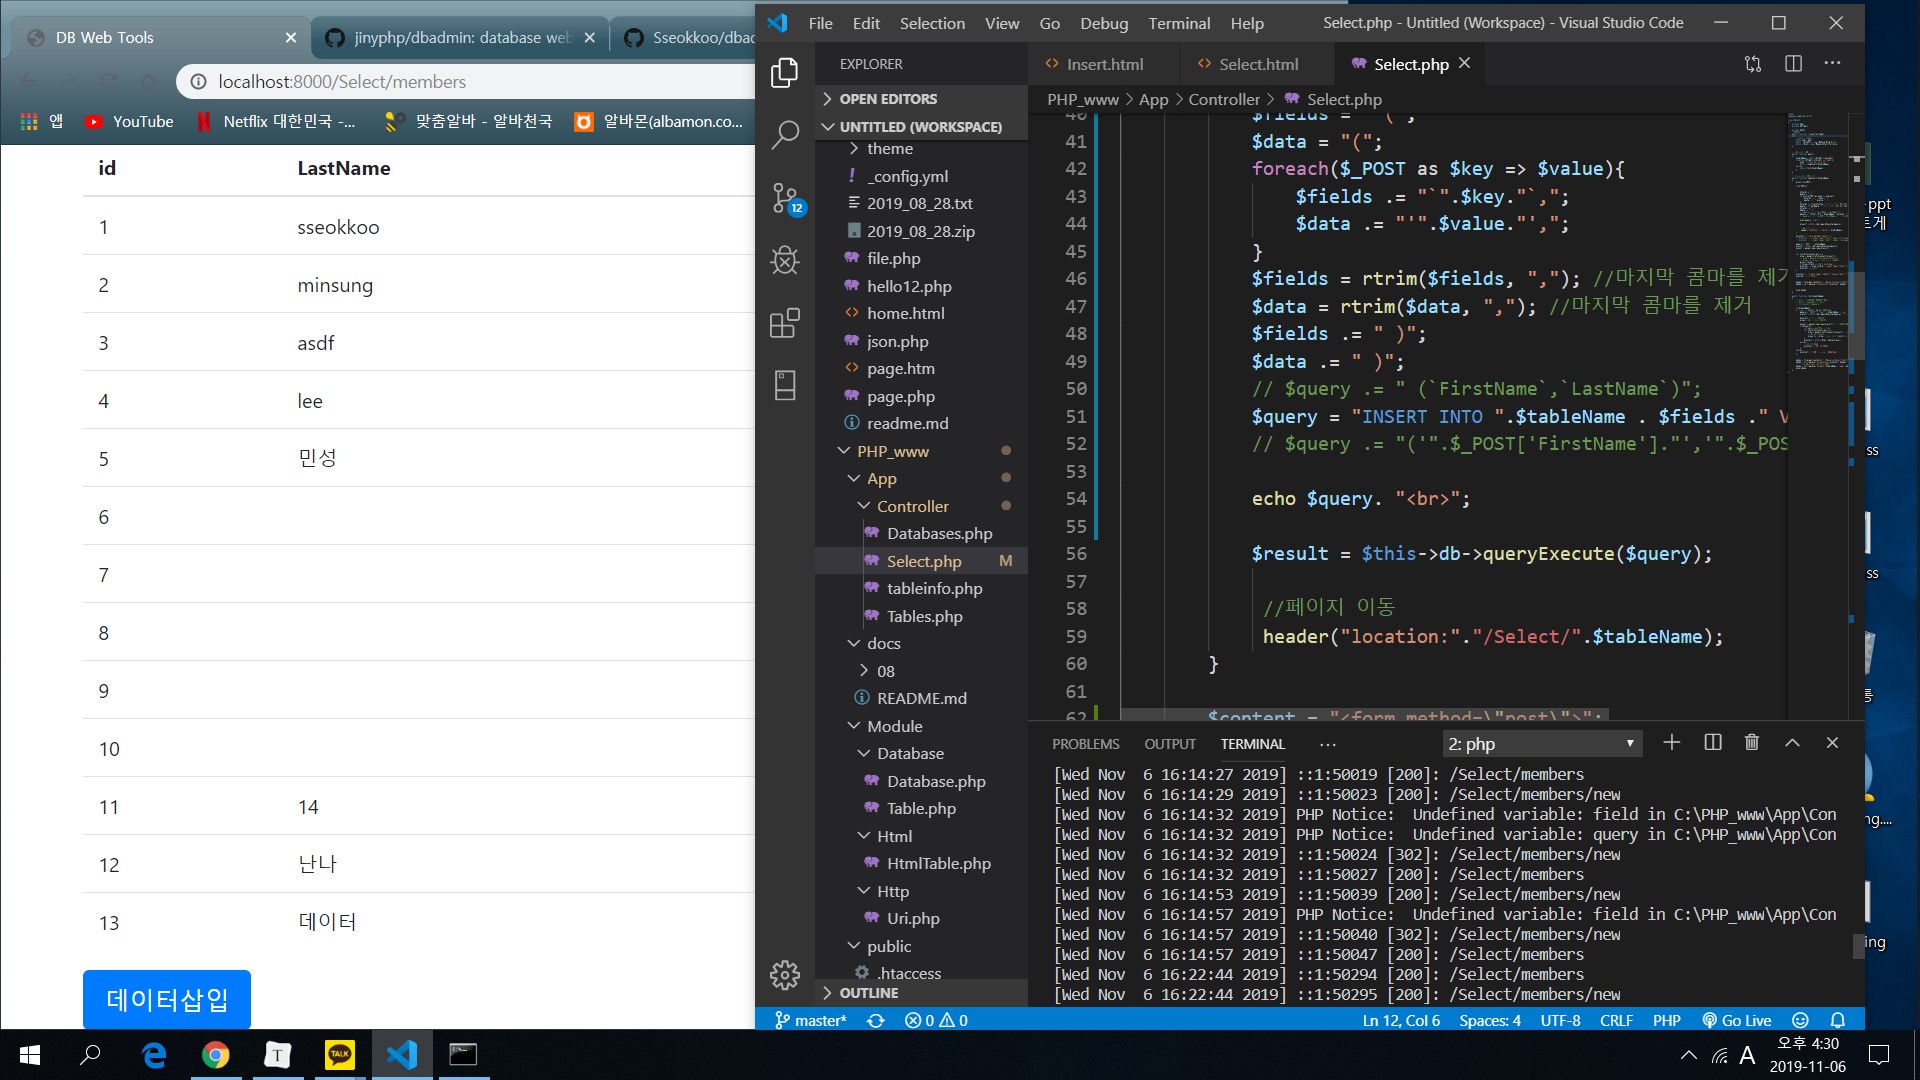 DB Web Tools
jinyphp/dbadmin: database web
Sseokkoo/dbad
localhost:8000/Select/members
앱
YouTube
Netflix 대한민국 -...
맞춤알바 - 알바천국
알바몬(albamon.co...
id LastName
1 sseokkoo
2 minsung
3 asdf
4 lee
5 민성
6
7
8
9
10
11 14
12 난나
13 데이터
데이터삽입
File Edit Selection View Go Debug Terminal Help
Select.php - Untitled (Workspace) - Visual Studio Code
12
EXPLORER
OPEN EDITORS
UNTITLED (WORKSPACE)
theme
_config.yml
2019_08_28.txt
2019_08_28.zip
file.php
hello12.php
home.html
json.php
page.htm
page.php
readme.md
PHP_www
App
Controller
Databases.php
Select.php M
tableinfo.php
Tables.php
docs
08
README.md
Module
Database
Database.php
Table.php
Html
HtmlTable.php
Http
Uri.php
public
.htaccess
OUTLINE
Insert.html
Select.html
Select.php
PHP_www > App > Controller > Select.php
40 $fields = "(";
41 $data = "(";
42 foreach($_POST as $key => $value){
43 $fields .= "`".$key."`,";
44 $data .= "'".$value."',";
45 }
46 $fields = rtrim($fields, ","); //마지막 콤마를 제거
47 $data = rtrim($data, ","); //마지막 콤마를 제거
48 $fields .= " )";
49 $data .= " )";
50 // $query .= " (`FirstName`,`LastName`)";
51 $query = "INSERT INTO ".$tableName . $fields ." V
52 // $query .= "('".$_POST['FirstName']."','".$_POS
53
54 echo $query. "<br>";
55
56 $result = $this->db->queryExecute($query);
57
58 //페이지 이동
59 header("location:"."/Select/".$tableName);
60 }
61
62 $content = "<form method=\"post\">";
PROBLEMS OUTPUT TERMINAL ... 2: php
[Wed Nov  6 16:14:27 2019] ::1:50019 [200]: /Select/members
[Wed Nov  6 16:14:29 2019] ::1:50023 [200]: /Select/members/new
[Wed Nov  6 16:14:32 2019] PHP Notice:  Undefined variable: field in C:\PHP_www\App\Con
[Wed Nov  6 16:14:32 2019] PHP Notice:  Undefined variable: query in C:\PHP_www\App\Con
[Wed Nov  6 16:14:32 2019] ::1:50024 [302]: /Select/members/new
[Wed Nov  6 16:14:32 2019] ::1:50027 [200]: /Select/members
[Wed Nov  6 16:14:53 2019] ::1:50039 [200]: /Select/members/new
[Wed Nov  6 16:14:57 2019] PHP Notice:  Undefined variable: field in C:\PHP_www\App\Con
[Wed Nov  6 16:14:57 2019] ::1:50040 [302]: /Select/members/new
[Wed Nov  6 16:14:57 2019] ::1:50047 [200]: /Select/members
[Wed Nov  6 16:22:44 2019] ::1:50294 [200]: /Select/members
[Wed Nov  6 16:22:44 2019] ::1:50295 [200]: /Select/members/new
master* 0 0 Ln 12, Col 6 Spaces: 4 UTF-8 CRLF PHP Go Live
ppt
트게
ss
ss
통
ng....
ing
T
TALK
A
오후 4:30
2019-11-06